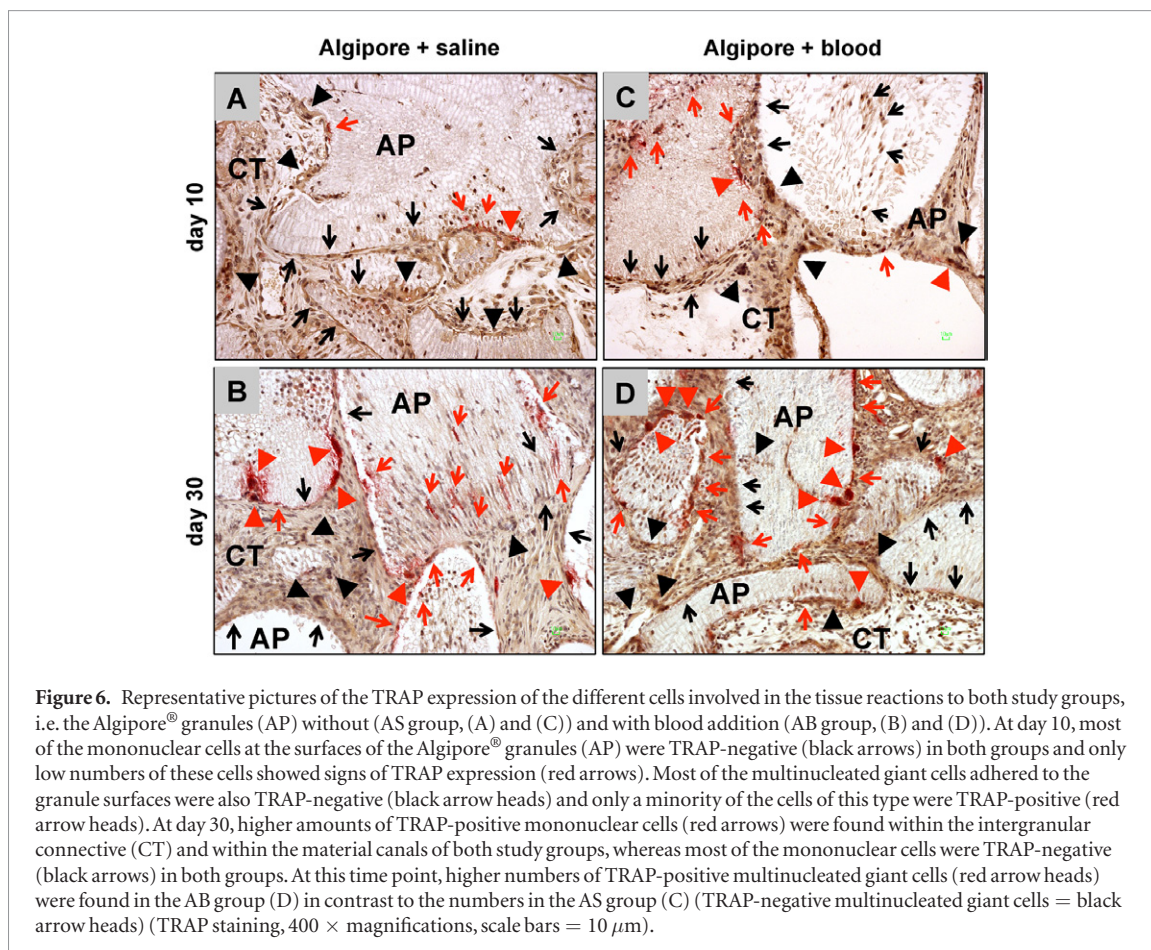 Algipore + saline
Algipore + blood
day 10
A
CT
AP
C
AP
CT
day 30
B
AP
CT
AP
D
AP
AP
CT
Figure 6. Representative pictures of the TRAP expression of the different cells involved in the tissue reactions to both study groups,
i.e. the Algipore® granules (AP) without (AS group, (A) and (C)) and with blood addition (AB group, (B) and (D)). At day 10, most
of the mononuclear cells at the surfaces of the Algipore® granules (AP) were TRAP-negative (black arrows) in both groups and only
low numbers of these cells showed signs of TRAP expression (red arrows). Most of the multinucleated giant cells adhered to the
granule surfaces were also TRAP-negative (black arrow heads) and only a minority of the cells of this type were TRAP-positive (red
arrow heads). At day 30, higher amounts of TRAP-positive mononuclear cells (red arrows) were found within the intergranular
connective (CT) and within the material canals of both study groups, whereas most of the mononuclear cells were TRAP-negative
(black arrows) in both groups. At this time point, higher numbers of TRAP-positive multinucleated giant cells (red arrow heads)
were found in the AB group (D) in contrast to the numbers in the AS group (C) (TRAP-negative multinucleated giant cells = black
arrow heads) (TRAP staining, 400 × magnifications, scale bars = 10 μm).